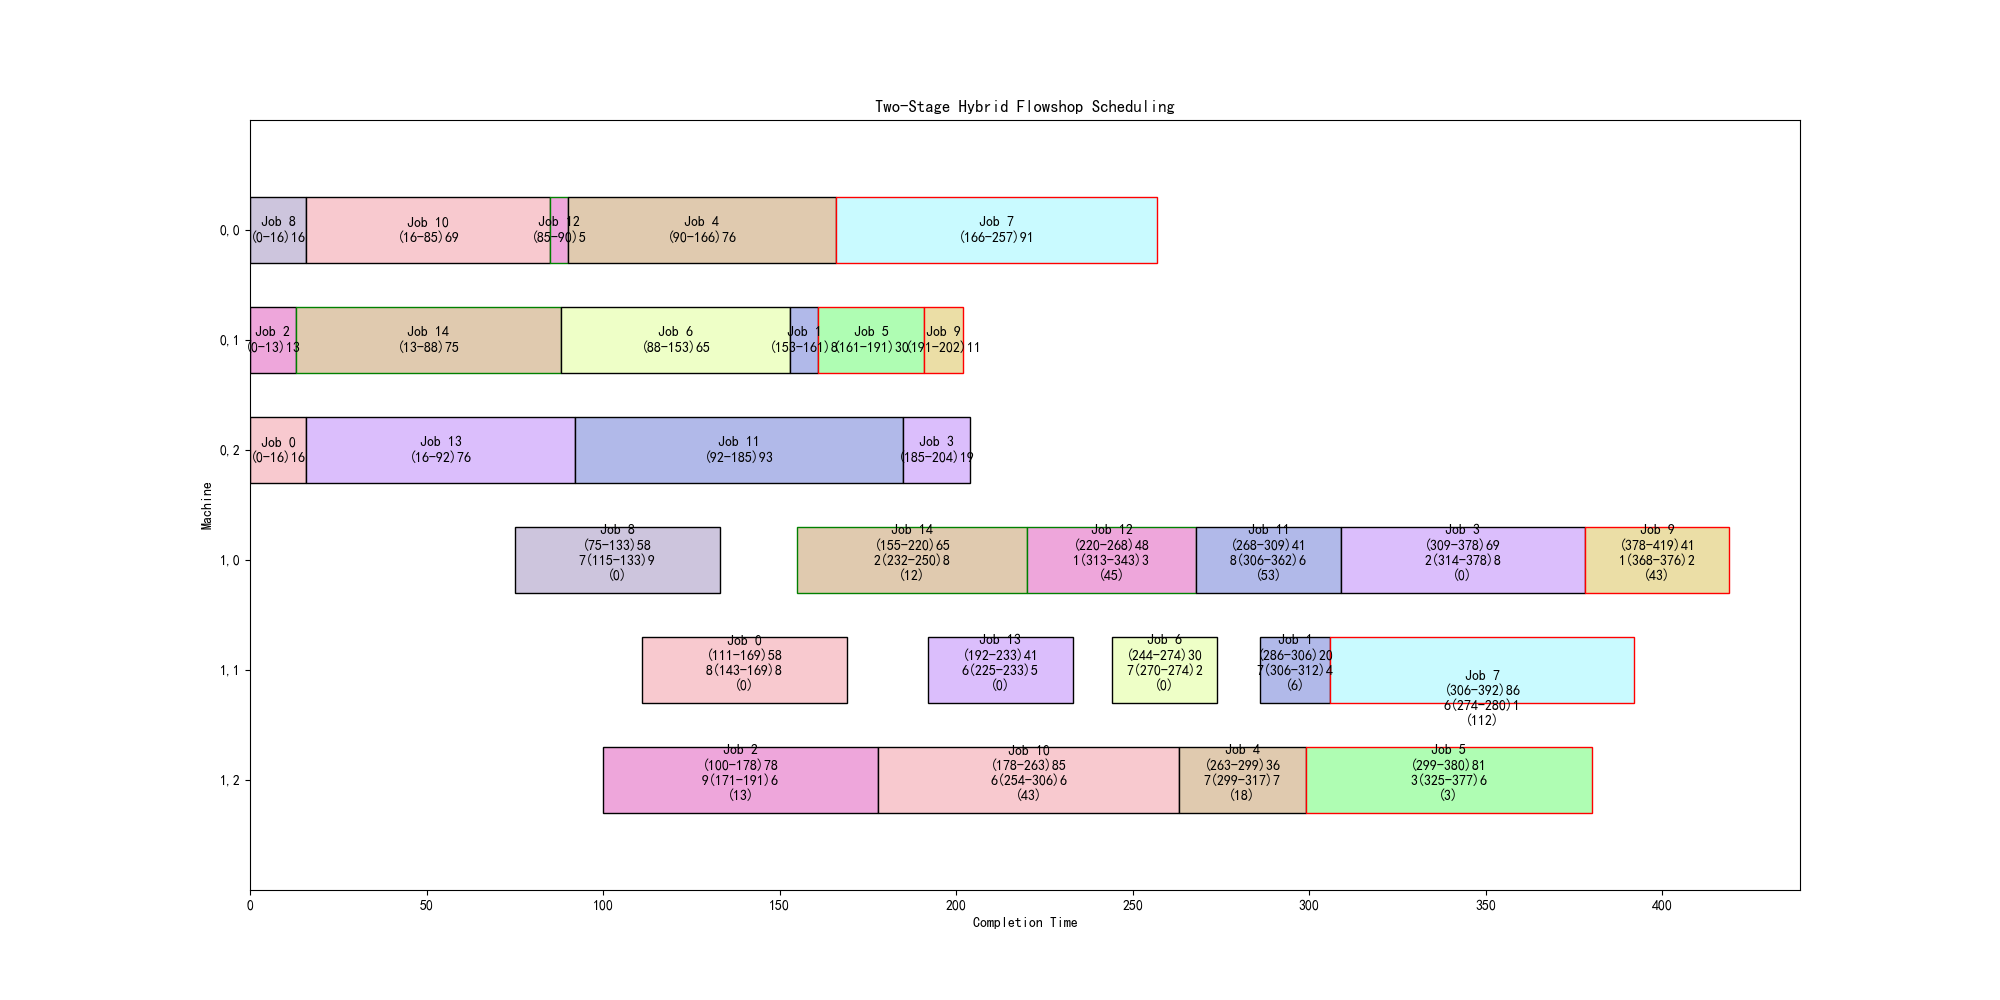 Two-Stage Hybrid Flowshop Scheduling
Machine
0,0
Job 8
(0-16)16
Job 10
(16-85)69
Job 12
(85-90)5
Job 4
(90-166)76
Job 7
(166-257)91
0,1
Job 2
(0-13)13
Job 14
(13-88)75
Job 6
(88-153)65
Job 1
(153-161)8
Job 5
(161-191)30
Job 9
(191-202)11
0,2
Job 0
(0-16)16
Job 13
(16-92)76
Job 11
(92-185)93
Job 3
(185-204)19
1,0
Job 8
(75-133)58
7(115-133)9
(0)
Job 14
(155-220)65
2(232-250)8
(12)
Job 12
(220-268)48
1(313-343)3
(45)
Job 11
(268-309)41
8(306-362)6
(53)
Job 3
(309-378)69
2(314-378)8
(0)
Job 9
(378-419)41
1(368-376)2
(43)
1,1
Job 0
(111-169)58
8(143-169)8
(0)
Job 13
(192-233)41
6(225-233)5
(0)
Job 6
(244-274)30
7(270-274)2
(0)
Job 1
(286-306)20
7(306-312)4
(6)
Job 7
(306-392)86
6(274-280)1
(112)
1,2
Job 2
(100-178)78
9(171-191)6
(13)
Job 10
(178-263)85
6(254-306)6
(43)
Job 4
(263-299)36
7(299-317)7
(18)
Job 5
(299-380)81
3(325-377)6
(3)
0 50 100 150 200 250 300 350 400
Completion Time